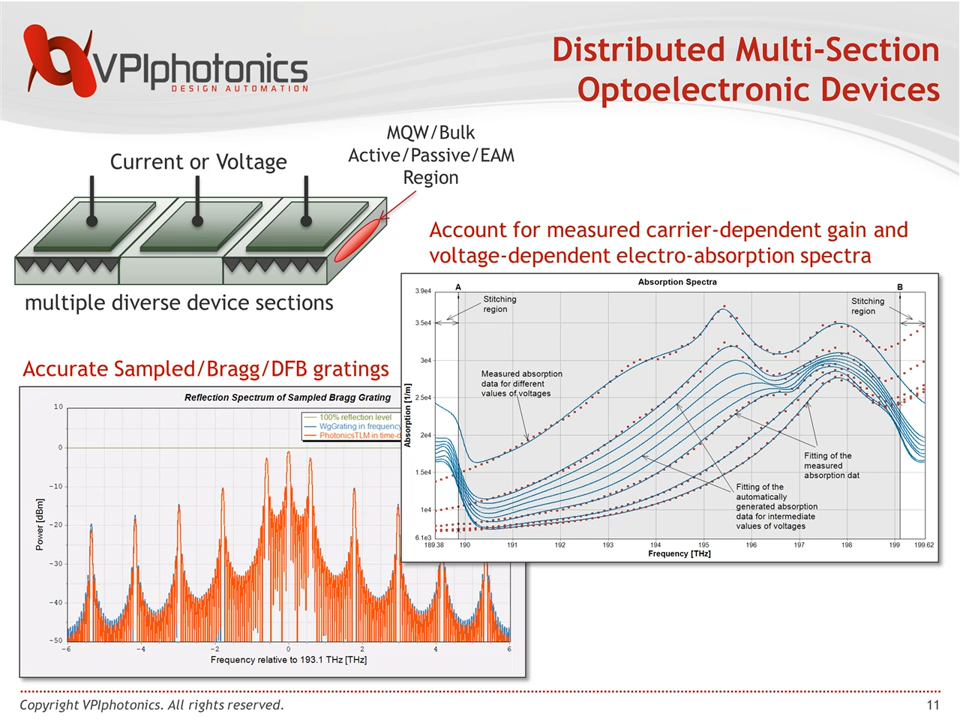 VPIphotonics
DESIGN AUTOMATION
Distributed Multi-Section
Optoelectronic Devices
Current or Voltage
MQW/Bulk
Active/Passive/EAM
Region
multiple diverse device sections
Account for measured carrier-dependent gain and
voltage-dependent electro-absorption spectra
Absorption Spectra
A
B
Stitching
region
Stitching
region
Measured absorption
data for different
values of voltages
Fitting of the
measured
absorption dat
Fitting of the
automatically
generated absorption
data for intermediate
values of voltages
Absorption [1/m]
3.9e4
3.5e4
3e4
2.5e4
2e4
1.5e4
1e4
6.1e3
189.38 190 191 192 193 194 195 196 197 198 199 199.62
Frequency [THz]
Accurate Sampled/Bragg/DFB gratings
Reflection Spectrum of Sampled Bragg Grating
100% reflection level
WgGrating in frequency
PhotonicsTLM in time-d
Power [dBm]
10
0
-10
-20
-30
-40
-50
-6 -4 -2 0 2 4 6
Frequency relative to 193.1 THz [THz]
Copyright VPIphotonics. All rights reserved.
11